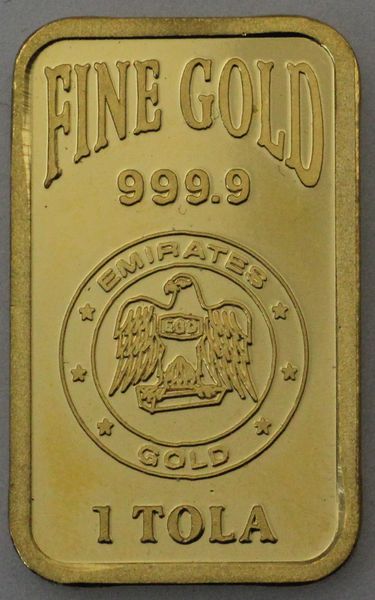 FINE GOLD
999.9
EMIRATES
EGD
GOLD
1 TOLA